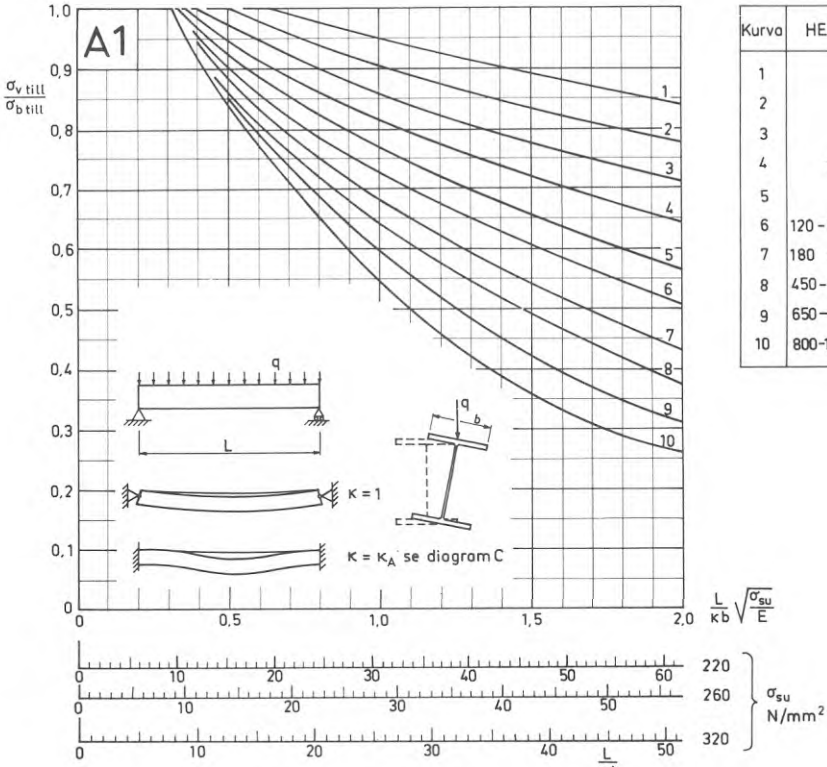 A1
σv till
σb till
1,0
0,9
0,8
0,7
0,6
0,5
0,4
0,3
0,2
0,1
0
1
2
3
4
5
6
7
8
9
10
q
L
κ = 1
κ = κA se diagram C
q
b
0 0,5 1,0 1,5 2,0
L
κb
√
σsu
E
0 10 20 30 40 50 60 220
0 10 20 30 40 50 260
0 10 20 30 40 50 320
σsu
N/mm²
L
Kurva HE
1
2
3
4
5
6 120-
7 180
8 450-
9 650-
10 800-1